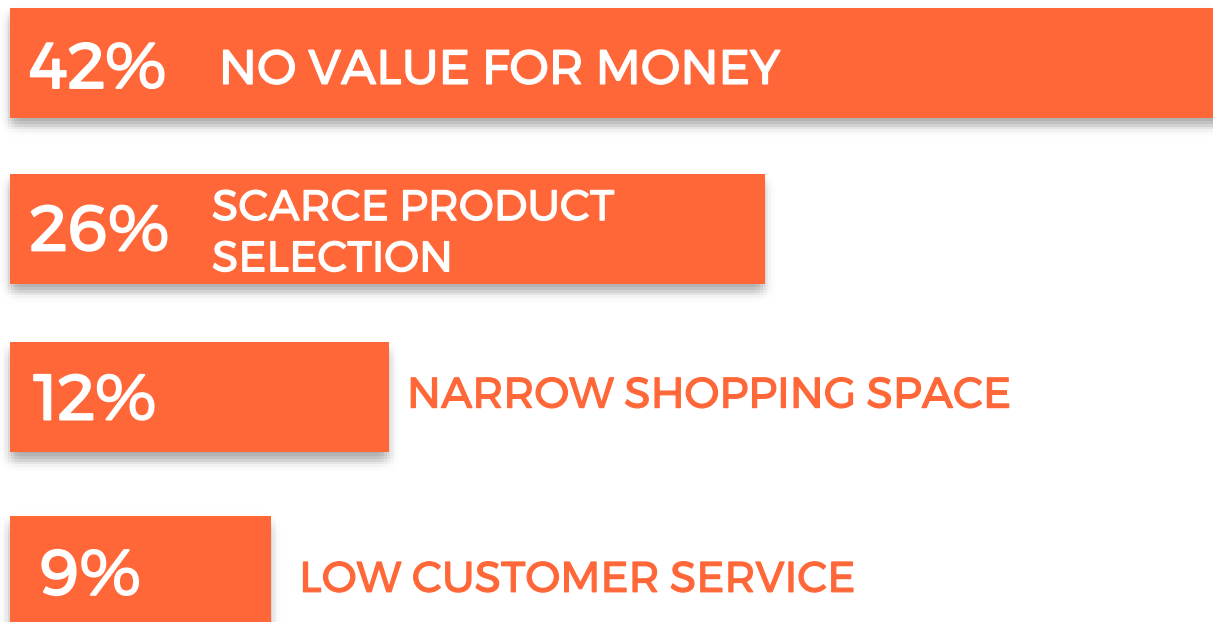 42% NO VALUE FOR MONEY
26% SCARCE PRODUCT
SELECTION
12% NARROW SHOPPING SPACE
9% LOW CUSTOMER SERVICE